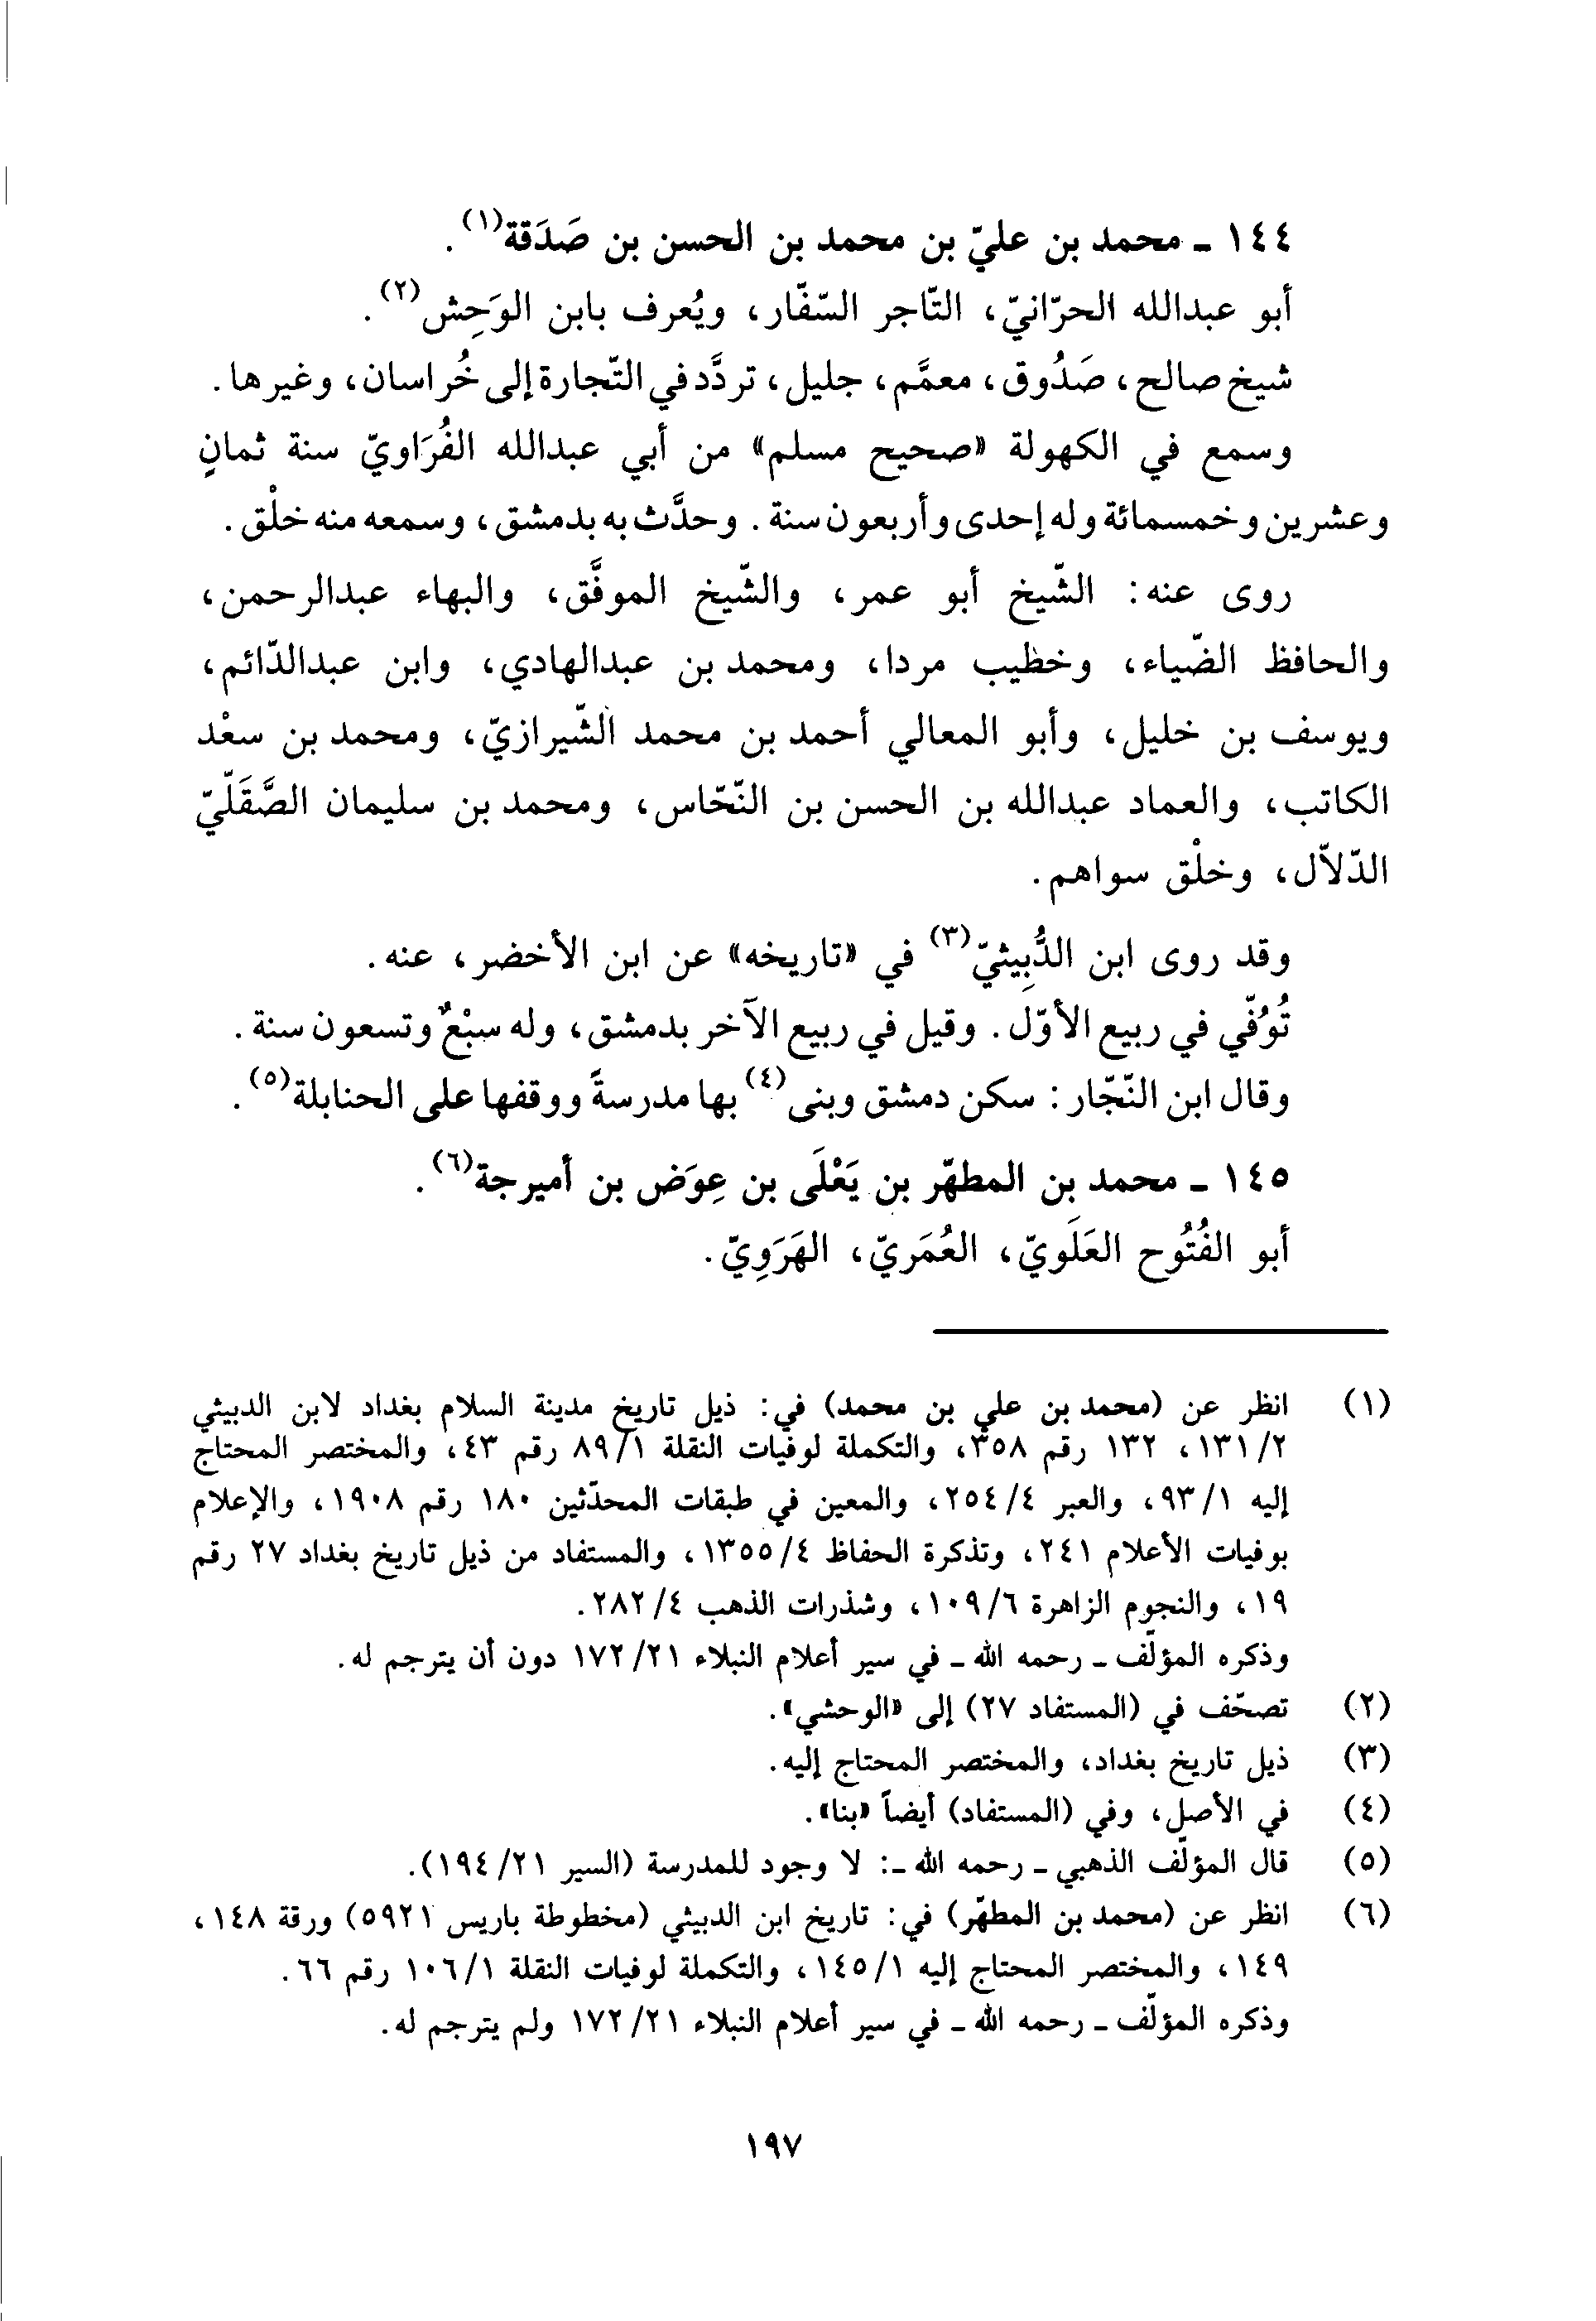 ١٤٤ - محمد بن عليّ بن محمد بن الحسن بن صَدَقة(١).
أبو عبدالله الحرّانيّ، التّاجر السّفّار، ويُعرف بابن الوَحِش(٢).
شيخ صالح، صَدُوق، معمَّم، جليل، تردَّد في التّجارة إلى خُراسان، وغيرها.
وسمع في الكهولة «صحيح مسلم» من أبي عبدالله الفُرَاويّ سنة ثمانٍ
وعشرين وخمسمائة وله إحدى وأربعون سنة. وحدَّث به بدمشق، وسمعه منه خلْق.
روى عنه: الشّيخ أبو عمر، والشّيخ الموفَّق، والبهاء عبدالرحمن،
والحافظ الضّياء، وخطيب مردا، ومحمد بن عبدالهادي، وابن عبدالدّائم،
ويوسف بن خليل، وأبو المعالي أحمد بن محمد الشّيرازيّ، ومحمد بن سعْد
الكاتب، والعماد عبدالله بن الحسن بن النّحّاس، ومحمد بن سليمان الصَّقَلّيّ
الدّلاّل، وخلْق سواهم.
وقد روى ابن الدُّبِيثيّ(٣) في «تاريخه» عن ابن الأخضر، عنه.
تُوُفّي في ربيع الأوّل. وقيل في ربيع الآخر بدمشق، وله سبْعٌ وتسعون سنة.
وقال ابن النّجّار: سكن دمشق وبنى(٤) بها مدرسةً ووقفها على الحنابلة(٥).
١٤٥ - محمد بن المطهّر بن يَعْلَى بن عِوَض بن أميرجة(٦).
أبو الفُتُوح العَلَويّ، العُمَريّ، الهَرَوِيّ.
(١) انظر عن (محمد بن علي بن محمد) في: ذيل تاريخ مدينة السلام بغداد لابن الدبيثي
٢/١٣١، ١٣٢ رقم ٣٥٨، والتكملة لوفيات النقلة ١/٨٩ رقم ٤٣، والمختصر المحتاج
إليه ١/٩٣، والعبر ٤/٢٥٤، والمعين في طبقات المحدّثين ١٨٠ رقم ١٩٠٨، والإعلام
بوفيات الأعلام ٢٤١، وتذكرة الحفاظ ٤/١٣٥٥، والمستفاد من ذيل تاريخ بغداد ٢٧ رقم
١٩، والنجوم الزاهرة ٦/١٠٩، وشذرات الذهب ٤/٢٨٢.
وذكره المؤلّف - رحمه الله - في سير أعلام النبلاء ٢١/١٧٢ دون أن يترجم له.
(٢) تصحّف في (المستفاد ٢٧) إلى «الوحشي».
(٣) ذيل تاريخ بغداد، والمختصر المحتاج إليه.
(٤) في الأصل، وفي (المستفاد) أيضاً «بنا».
(٥) قال المؤلّف الذهبي - رحمه الله -: لا وجود للمدرسة (السير ٢١/١٩٤).
(٦) انظر عن (محمد بن المطهّر) في: تاريخ ابن الدبيثي (مخطوطة باريس ٥٩٢١) ورقة ١٤٨،
١٤٩، والمختصر المحتاج إليه ١/١٤٥، والتكملة لوفيات النقلة ١/١٠٦ رقم ٦٦.
وذكره المؤلّف - رحمه الله - في سير أعلام النبلاء ٢١/١٧٢ ولم يترجم له.
١٩٧